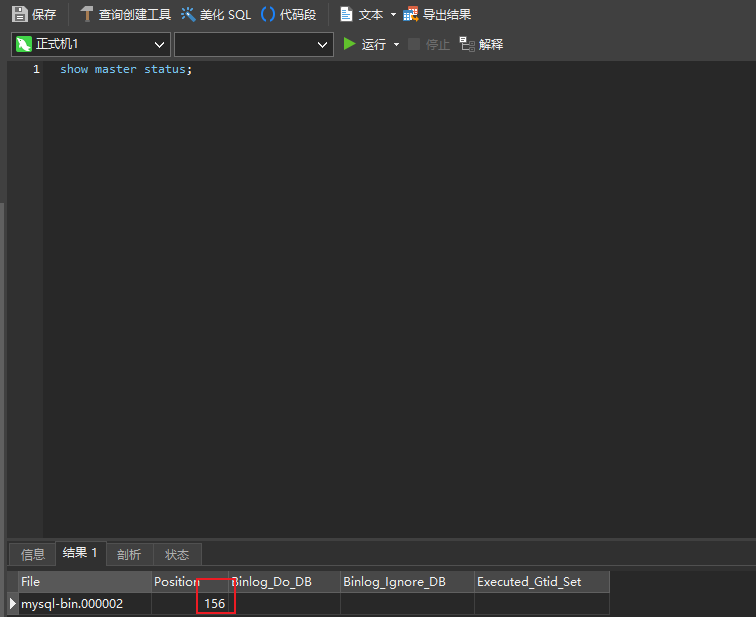 保存 查询创建工具 美化 SQL 代码段 文本 导出结果
正式机1 运行 停止 解释
1 show master status;
信息 结果 1 剖析 状态
File Position Binlog_Do_DB Binlog_Ignore_DB Executed_Gtid_Set
mysql-bin.000002 156